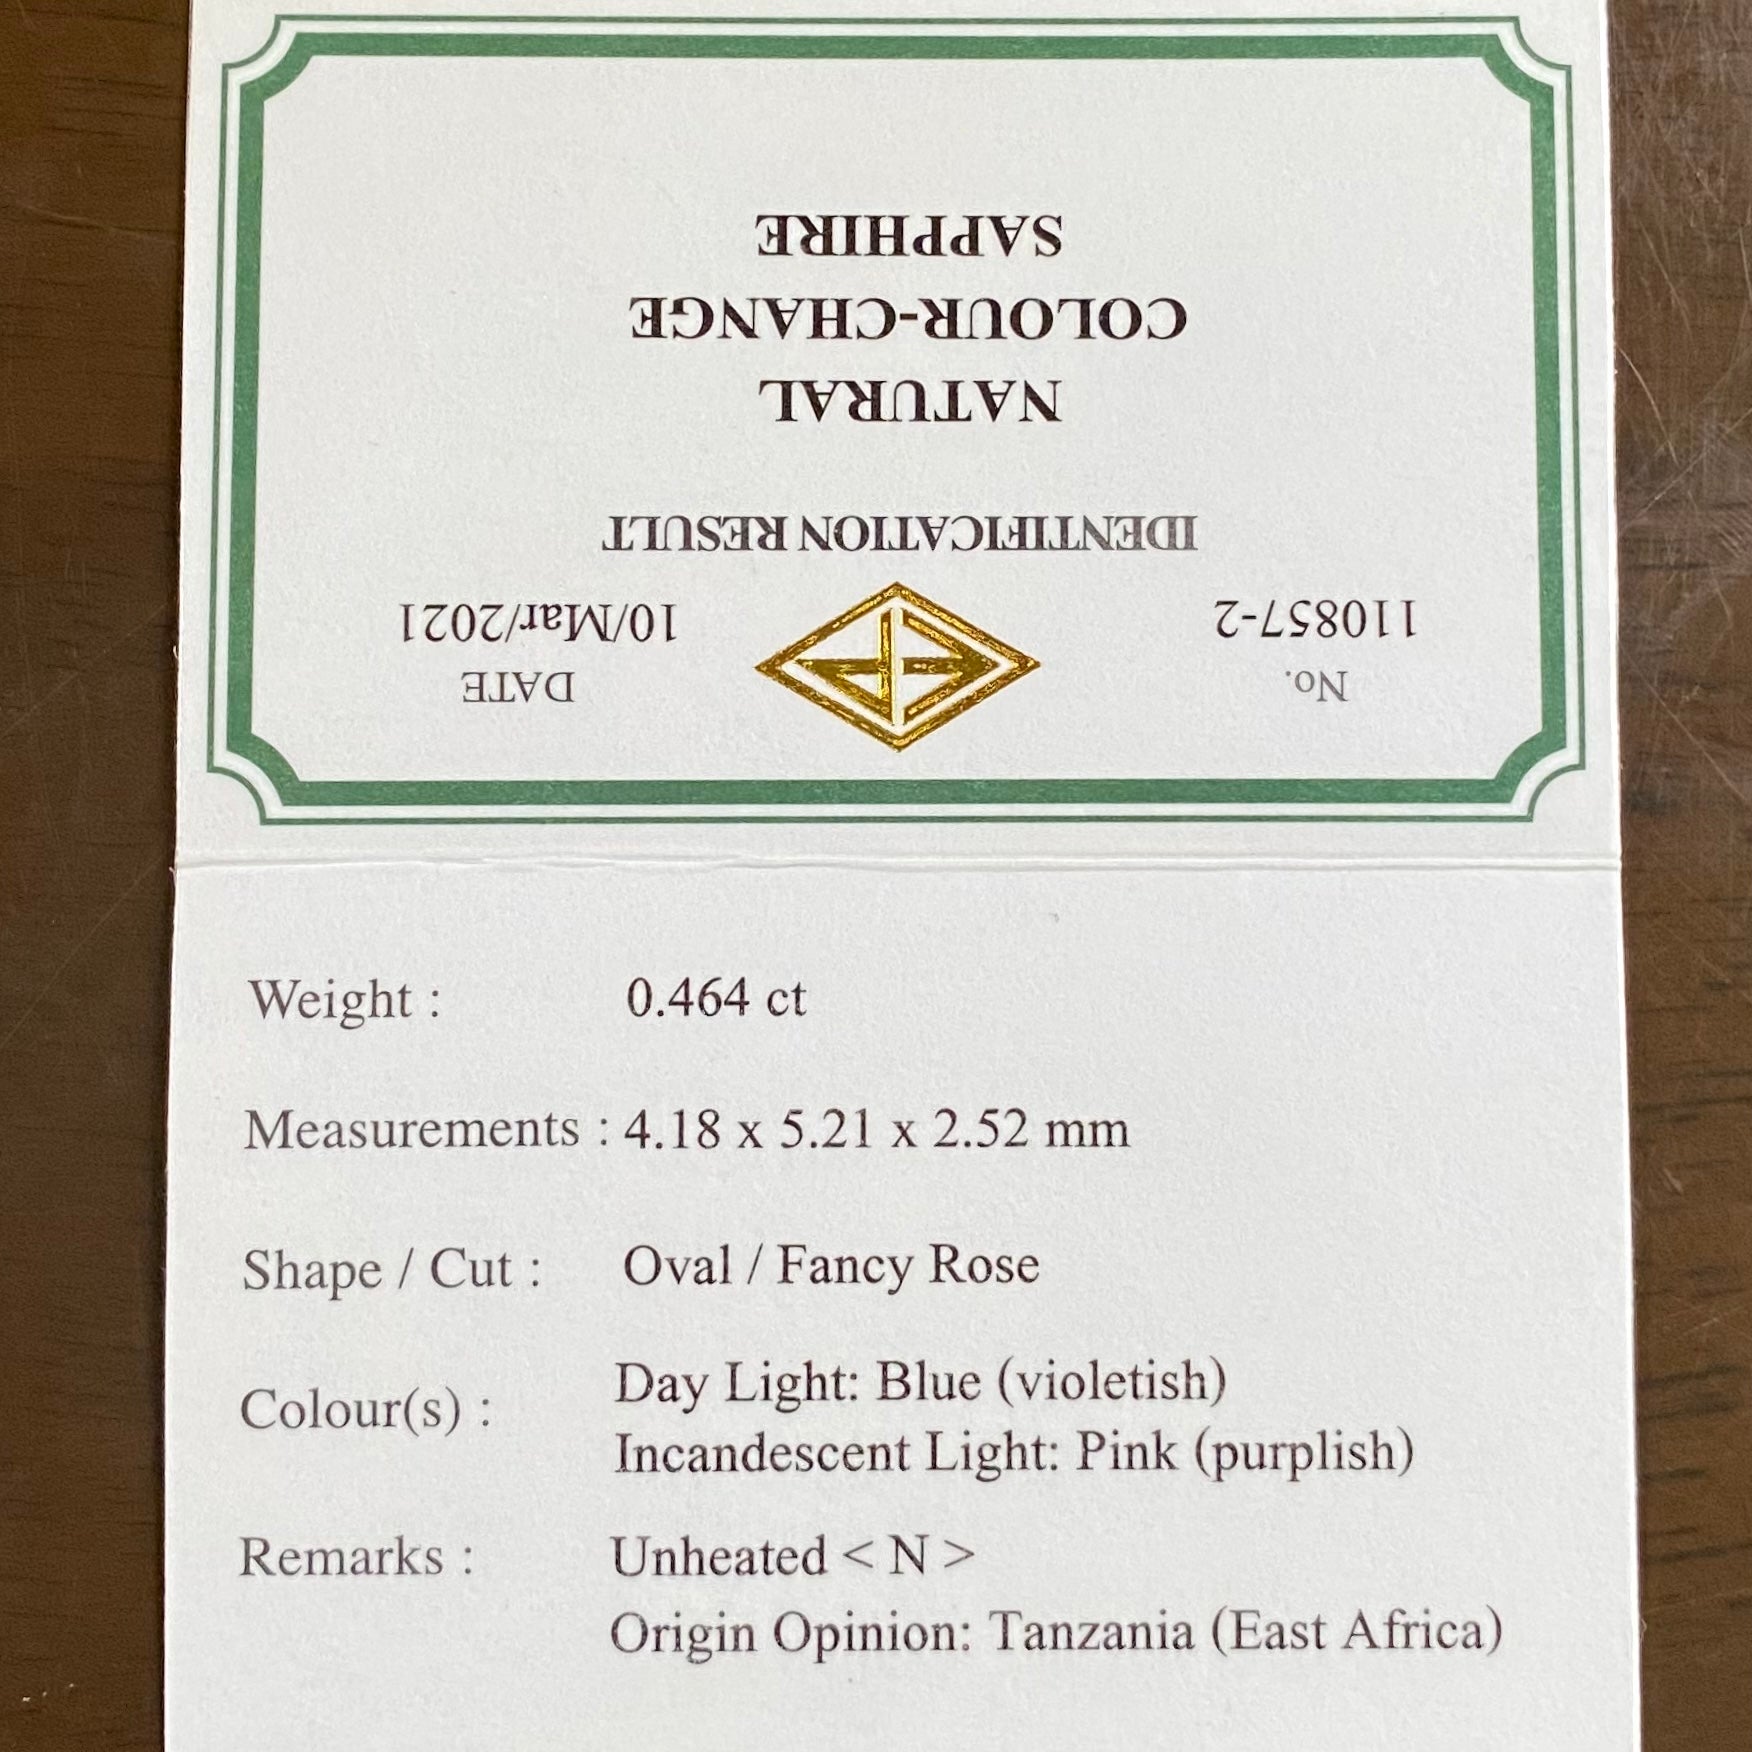 No.
110857-2
DATE
10/Mar/2021
IDENTIFICATION RESULT
NATURAL
COLOUR-CHANGE
SAPPHIRE
Weight : 0.464 ct
Measurements : 4.18 x 5.21 x 2.52 mm
Shape / Cut : Oval / Fancy Rose
Colour(s) : Day Light: Blue (violetish)
Incandescent Light: Pink (purplish)
Remarks : Unheated < N >
Origin Opinion: Tanzania (East Africa)